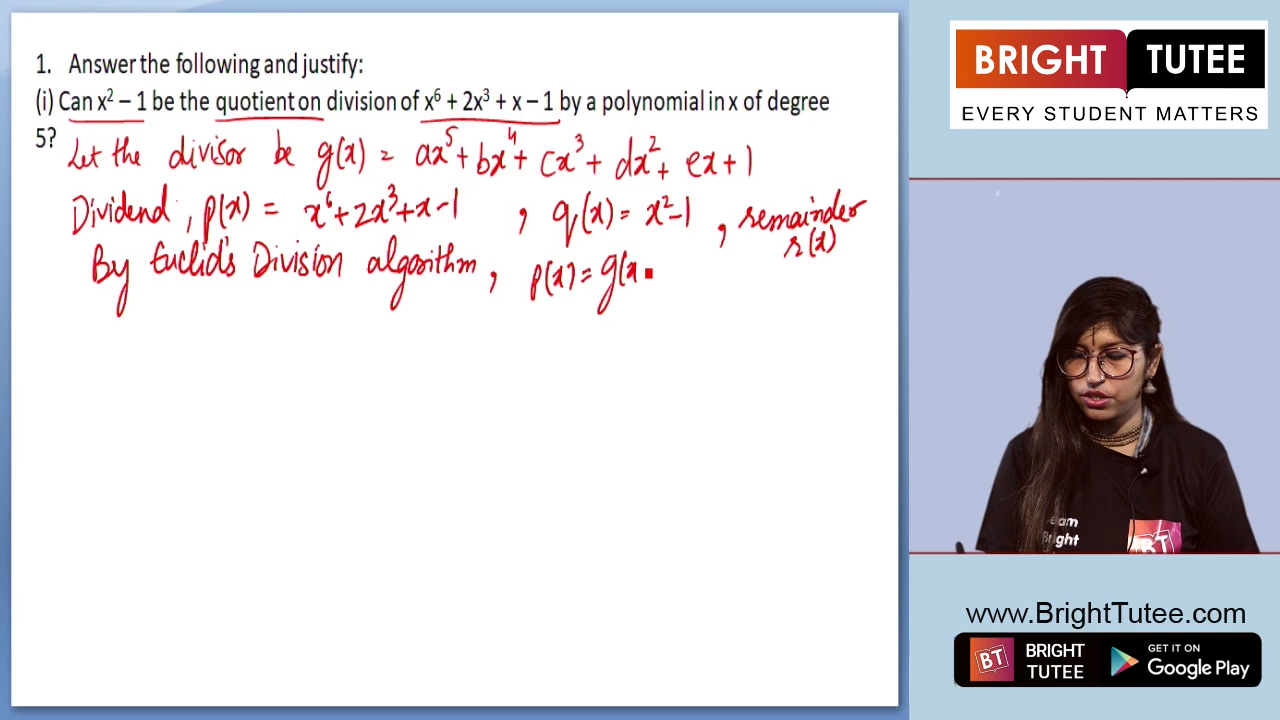 1. Answer the following and justify:
(i) Can x² – 1 be the quotient on division of x⁶ + 2x³ + x – 1 by a polynomial in x of degree
5?
Let the divisor be g(x) = ax⁵ + bx⁴ + cx³ + dx² + ex + 1
Dividend, p(x) = x⁶ + 2x³ + x - 1 , q(x) = x² - 1 , remainder
r(x)
By Euclid's Division algorithm, p(x) = g(x
BRIGHT TUTEE
EVERY STUDENT MATTERS
eam
Bright
BT
www.BrightTutee.com
BT BRIGHT TUTEE
GET IT ON
Google Play